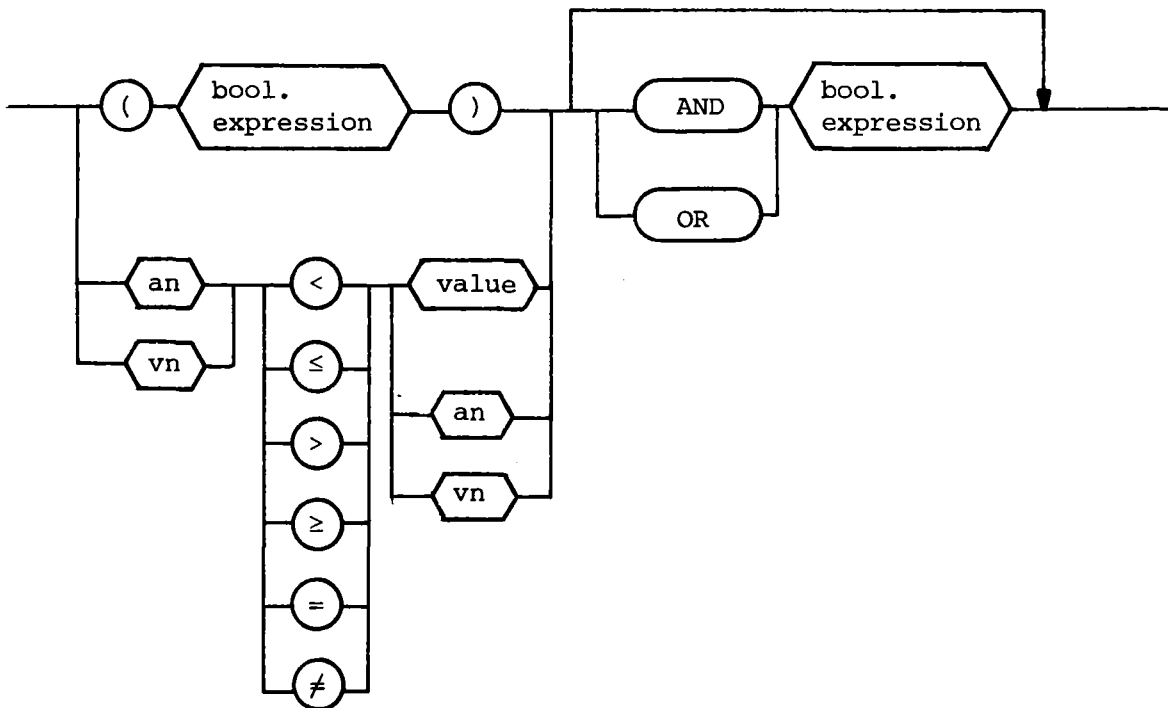 (
bool.
expression
)
AND
bool.
expression
OR
an
<
value
vn
≤
an
>
vn
≥
=
≠